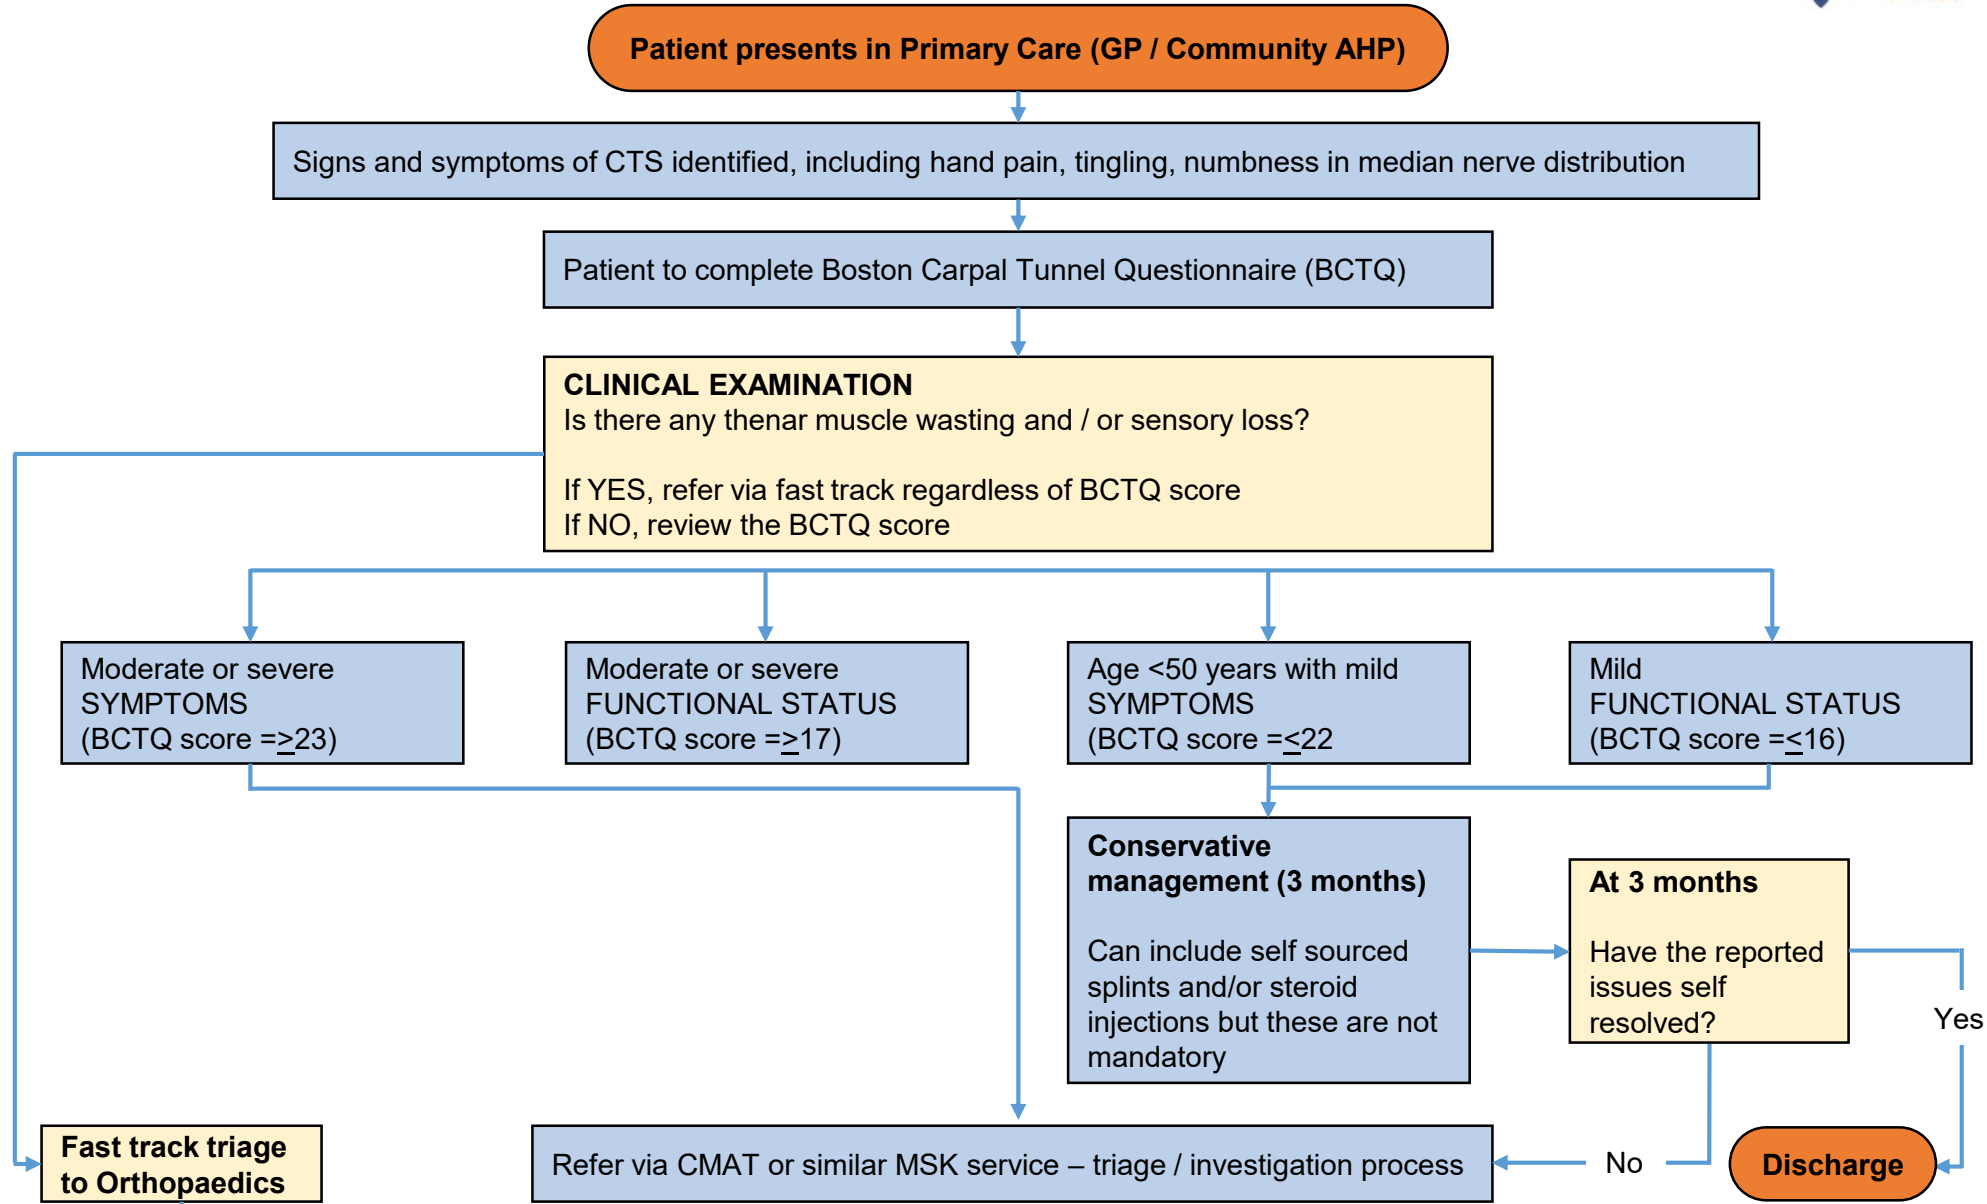 Patient presents in Primary Care (GP / Community AHP)
Signs and symptoms of CTS identified, including hand pain, tingling, numbness in median nerve distribution
Patient to complete Boston Carpal Tunnel Questionnaire (BCTQ)
CLINICAL EXAMINATION
Is there any thenar muscle wasting and / or sensory loss?
If YES, refer via fast track regardless of BCTQ score
If NO, review the BCTQ score
Moderate or severe
SYMPTOMS
(BCTQ score =≥23)
Moderate or severe
FUNCTIONAL STATUS
(BCTQ score =≥17)
Age <50 years with mild
SYMPTOMS
(BCTQ score =≤22
Mild
FUNCTIONAL STATUS
(BCTQ score =≤16)
Conservative
management (3 months)
Can include self sourced
splints and/or steroid
injections but these are not
mandatory
At 3 months
Have the reported
issues self
resolved?
Yes
No
Fast track triage
to Orthopaedics
Refer via CMAT or similar MSK service – triage / investigation process
Discharge